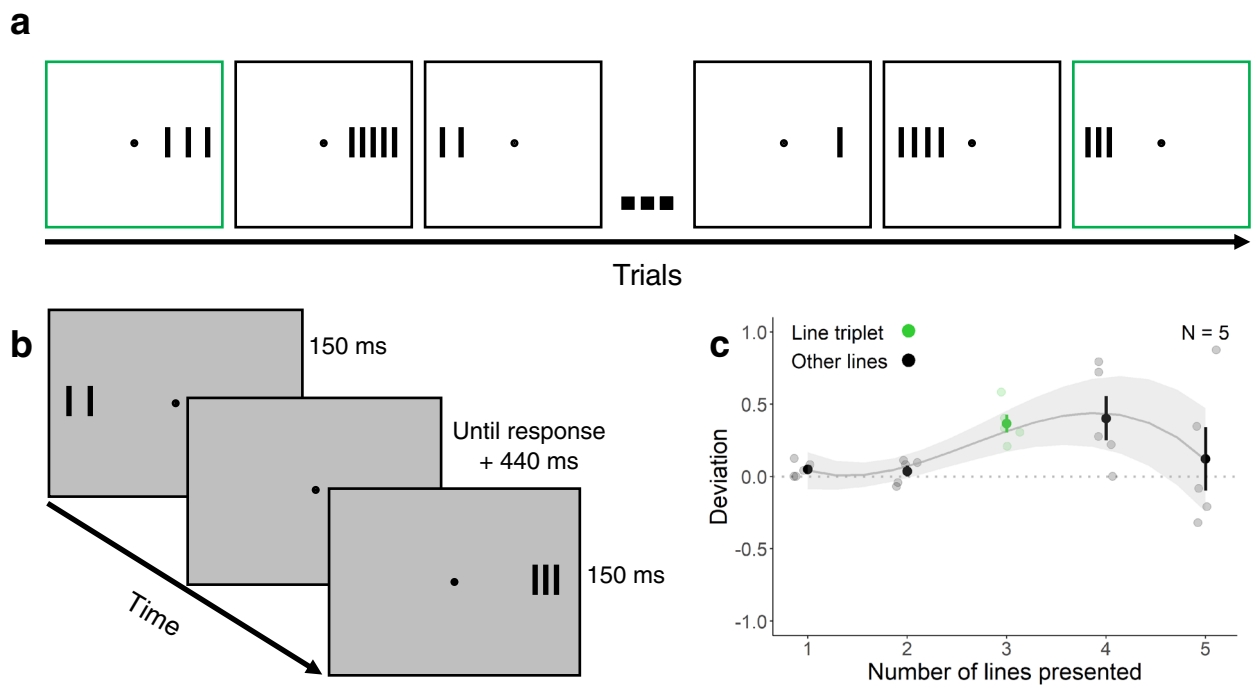 a
Trials
b
150 ms
Until response
+ 440 ms
150 ms
Time
c
Line triplet
Other lines
N = 5
1.0
0.5
0.0
-0.5
-1.0
Deviation
1 2 3 4 5
Number of lines presented